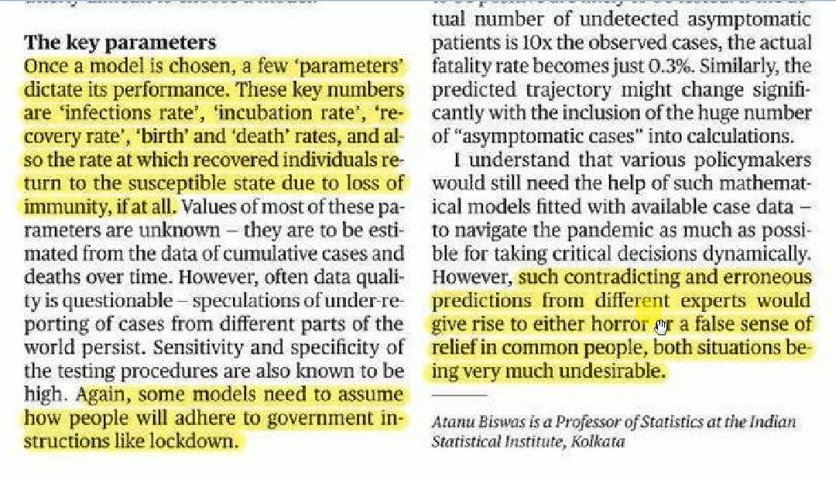 The key parameters
Once a model is chosen, a few ‘parameters’
dictate its performance. These key numbers
are ‘infections rate’, ‘incubation rate’, ‘re-
covery rate’, ‘birth’ and ‘death’ rates, and al-
so the rate at which recovered individuals re-
turn to the susceptible state due to loss of
immunity, if at all. Values of most of these pa-
rameters are unknown – they are to be esti-
mated from the data of cumulative cases and
deaths over time. However, often data quali-
ty is questionable – speculations of under-re-
porting of cases from different parts of the
world persist. Sensitivity and specificity of
the testing procedures are also known to be
high. Again, some models need to assume
how people will adhere to government in-
structions like lockdown.
tual number of undetected asymptomatic
patients is 10x the observed cases, the actual
fatality rate becomes just 0.3%. Similarly, the
predicted trajectory might change signifi-
cantly with the inclusion of the huge number
of “asymptomatic cases” into calculations.
I understand that various policymakers
would still need the help of such mathemat-
ical models fitted with available case data –
to navigate the pandemic as much as possi-
ble for taking critical decisions dynamically.
However, such contradicting and erroneous
predictions from different experts would
give rise to either horror or a false sense of
relief in common people, both situations be-
ing very much undesirable.
Atanu Biswas is a Professor of Statistics at the Indian
Statistical Institute, Kolkata